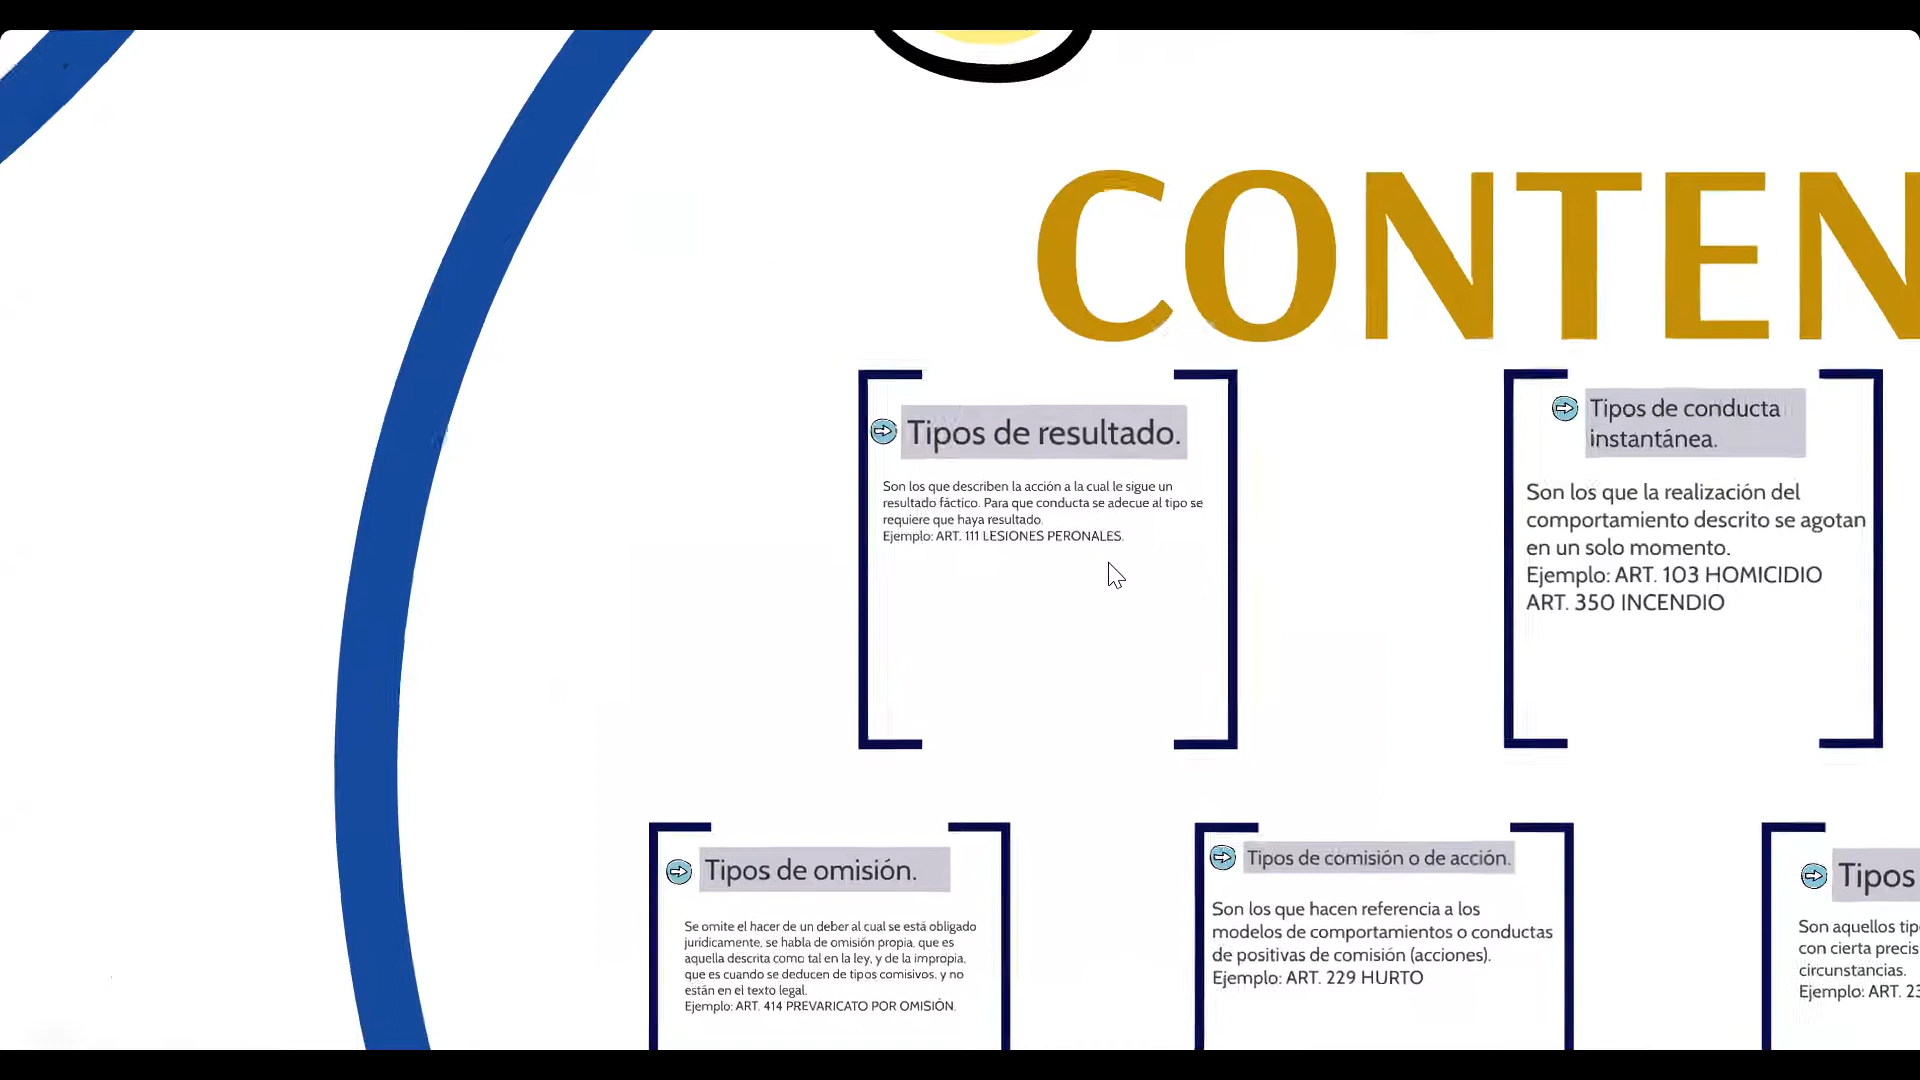 CONTEN
Tipos de resultado.
Son los que describen la acción a la cual le sigue un
resultado fáctico. Para que conducta se adecue al tipo se
requiere que haya resultado.
Ejemplo: ART. 111 LESIONES PERONALES.
Tipos de conducta
instantánea.
Son los que la realización del
comportamiento descrito se agotan
en un solo momento.
Ejemplo: ART. 103 HOMICIDIO
ART. 350 INCENDIO
Tipos de omisión.
Se omite el hacer de un deber al cual se está obligado
jurídicamente, se habla de omisión propia, que es
aquella descrita como tal en la ley, y de la impropia,
que es cuando se deducen de tipos comisivos, y no
están en el texto legal.
Ejemplo: ART. 414 PREVARICATO POR OMISIÓN.
Tipos de comisión o de acción.
Son los que hacen referencia a los
modelos de comportamientos o conductas
de positivas de comisión (acciones).
Ejemplo: ART. 229 HURTO
Tipos
Son aquellos tip
con cierta precis
circunstancias.
Ejemplo: ART. 23